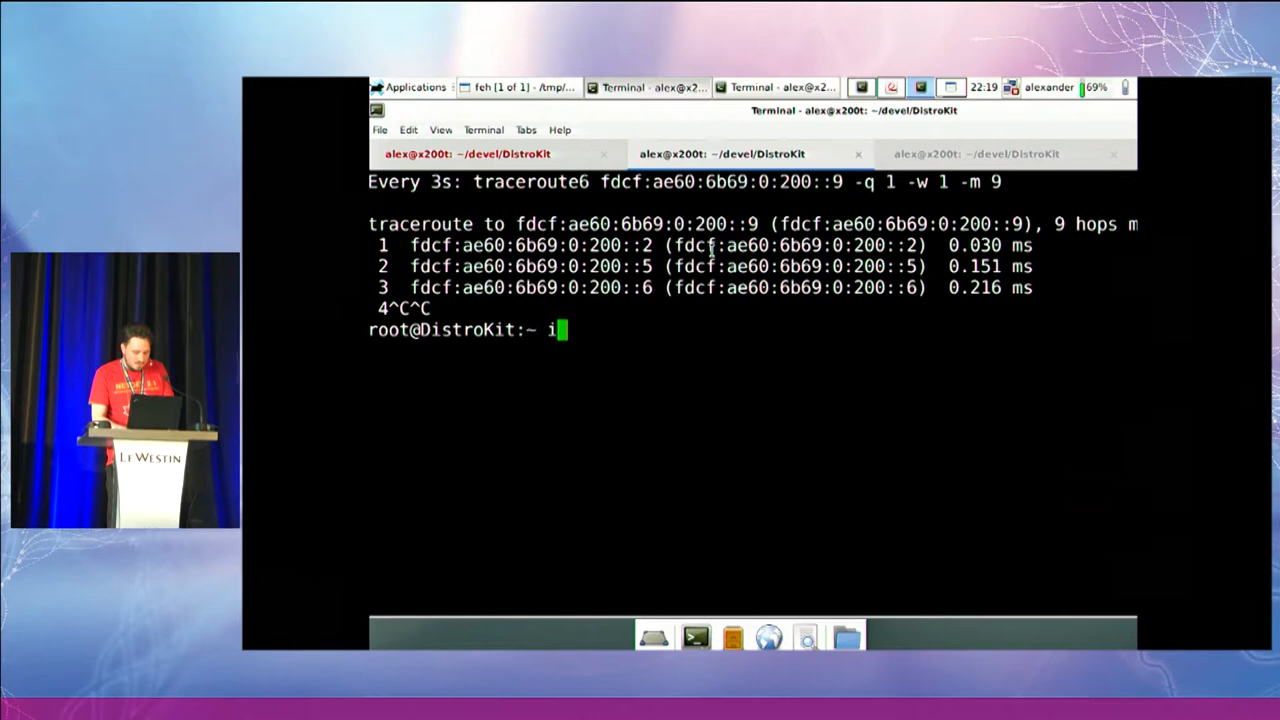 Applications
feh [1 of 1] - /tmp/...
Terminal - alex@x2...
Terminal - alex@x2...
22:19
alexander
69%
Terminal - alex@x200t: ~/devel/DistroKit
File Edit View Terminal Tabs Help
alex@x200t: ~/devel/DistroKit
alex@x200t: ~/devel/DistroKit
alex@x200t: ~/devel/DistroKit
Every 3s: traceroute6 fdcf:ae60:6b69:0:200::9 -q 1 -w 1 -m 9
traceroute to fdcf:ae60:6b69:0:200::9 (fdcf:ae60:6b69:0:200::9), 9 hops m
1 fdcf:ae60:6b69:0:200::2 (fdcf:ae60:6b69:0:200::2) 0.030 ms
2 fdcf:ae60:6b69:0:200::5 (fdcf:ae60:6b69:0:200::5) 0.151 ms
3 fdcf:ae60:6b69:0:200::6 (fdcf:ae60:6b69:0:200::6) 0.216 ms
4^C^C
root@DistroKit:~ i
LE WESTIN